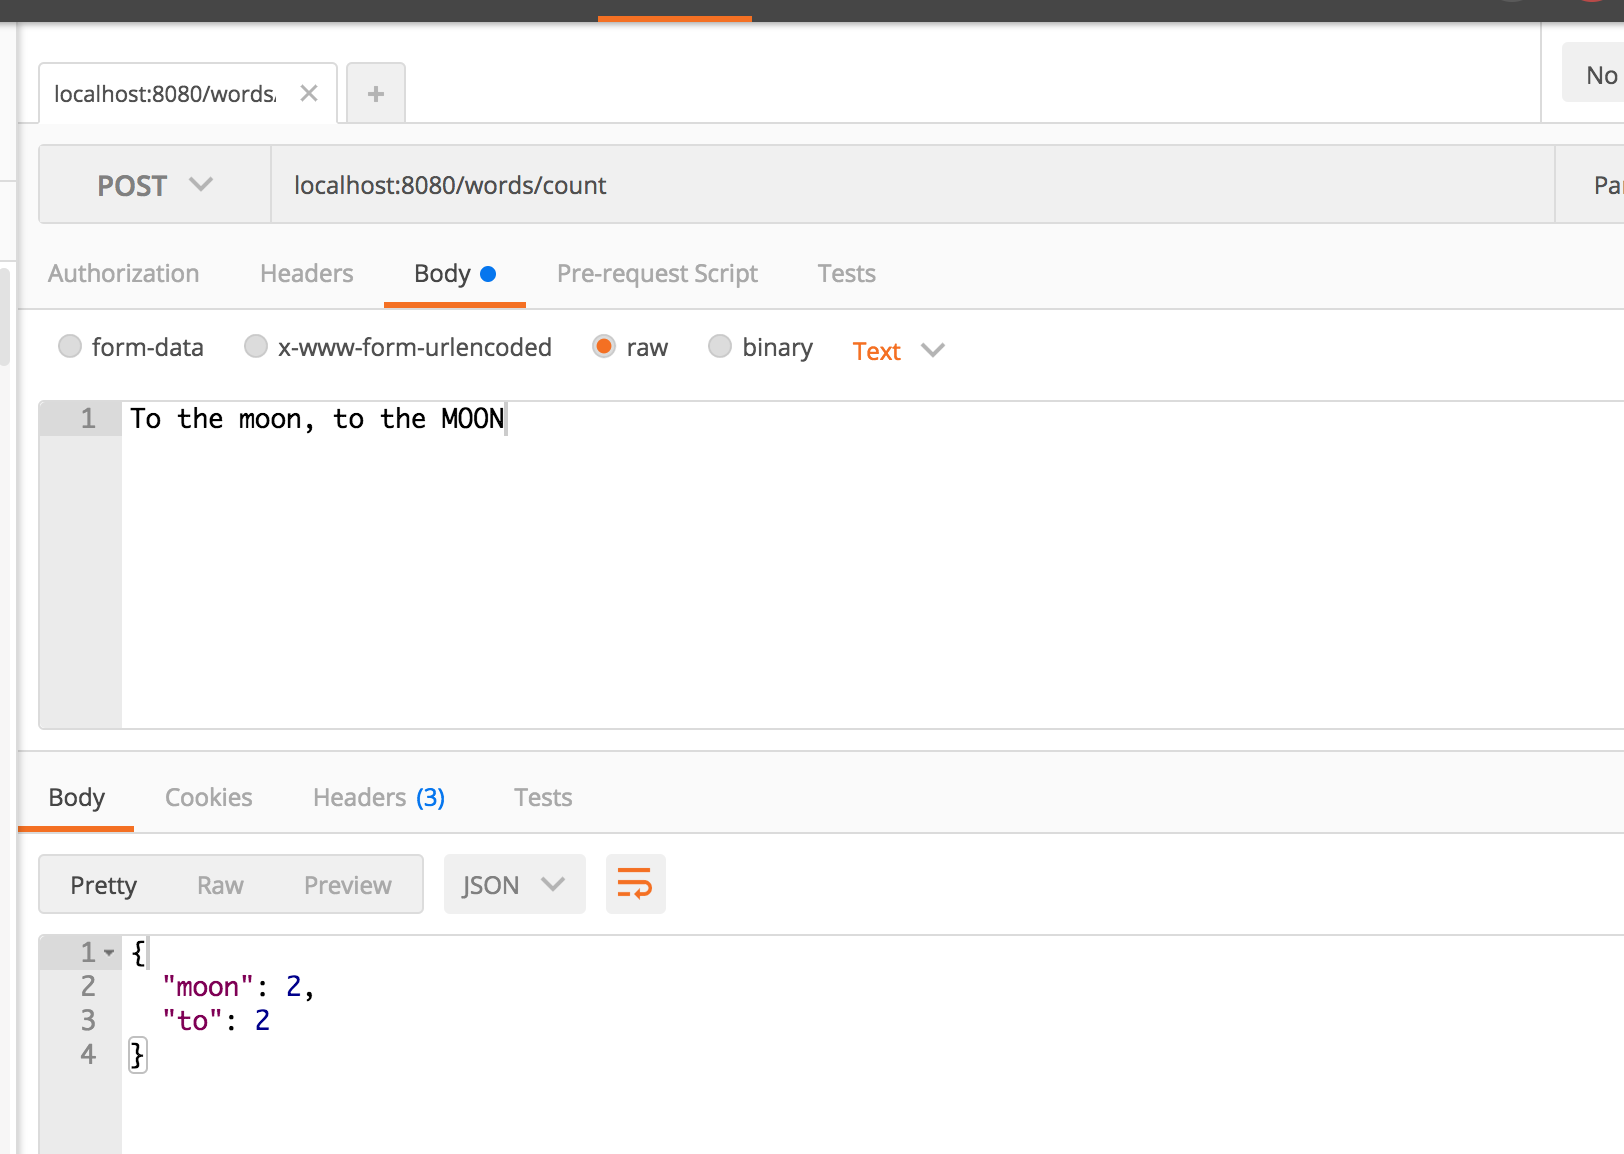 localhost:8080/words
No
POST localhost:8080/words/count
Authorization Headers Body Pre-request Script Tests
form-data x-www-form-urlencoded raw binary Text
1 To the moon, to the MOON
Body Cookies Headers (3) Tests
Pretty Raw Preview JSON
1 {
2 "moon": 2,
3 "to": 2
4 }